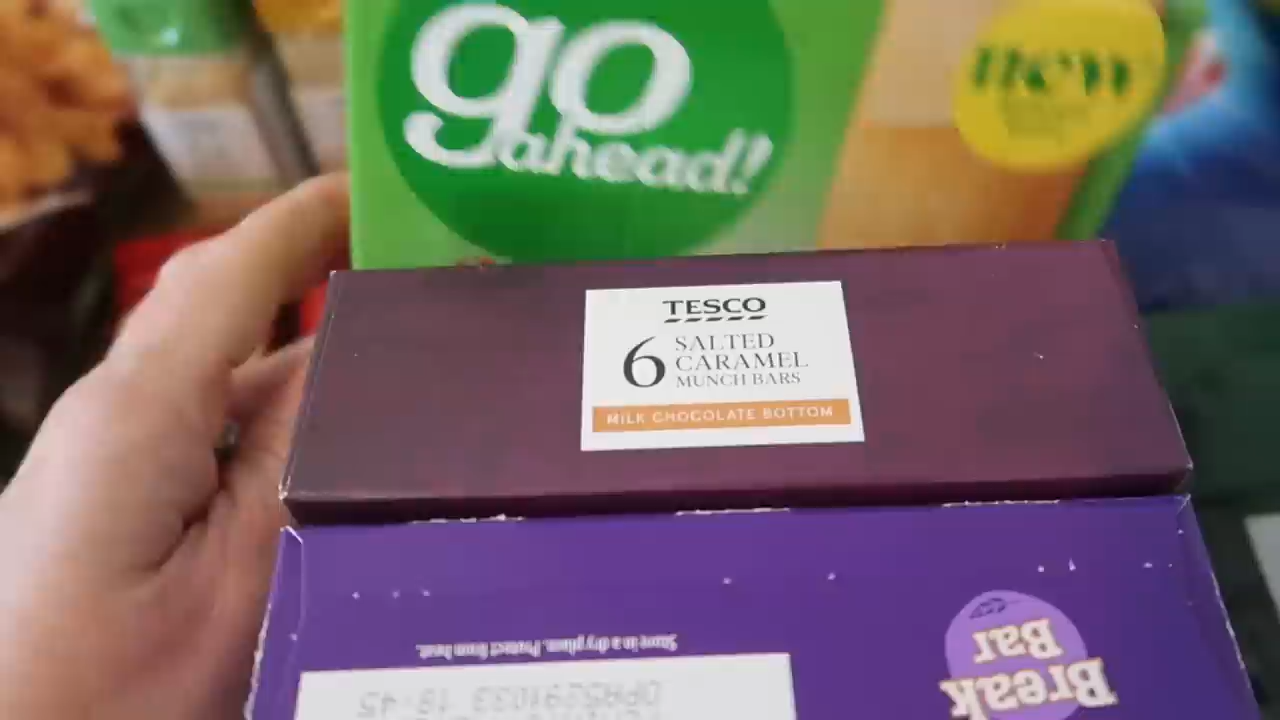 go
ahead!
new
TESCO
6 SALTED
CARAMEL
MUNCH BARS
MILK CHOCOLATE BOTTOM
Store in a dry place. Protect from heat.
Break
Bar